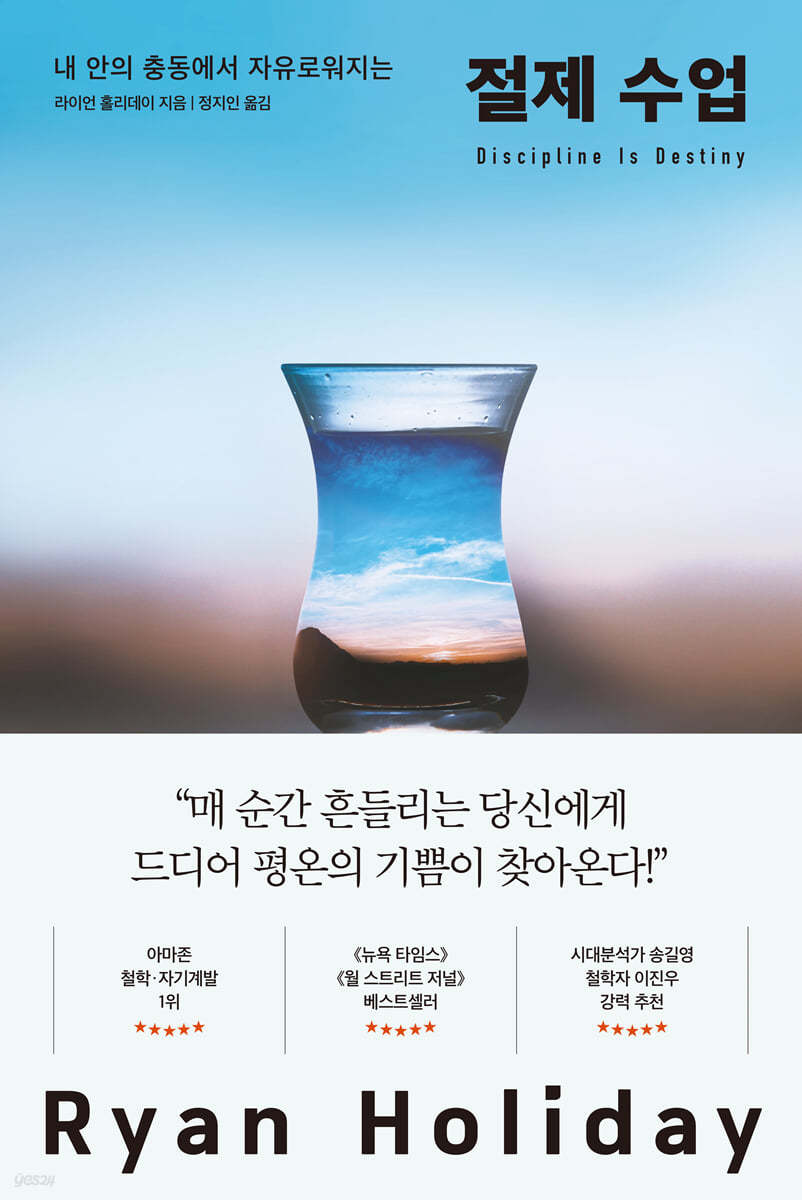 내 안의 충동에서 자유로워지는
라이언 홀리데이 지음 | 정지인 옮김
절제 수업
Discipline Is Destiny
“매 순간 흔들리는 당신에게
드디어 평온의 기쁨이 찾아온다!”
아마존
철학·자기계발
1위
★★★★★
《뉴욕 타임스》
《월 스트리트 저널》
베스트셀러
★★★★★
시대분석가 송길영
철학자 이진우
강력 추천
★★★★★
Ryan Holiday
yes24